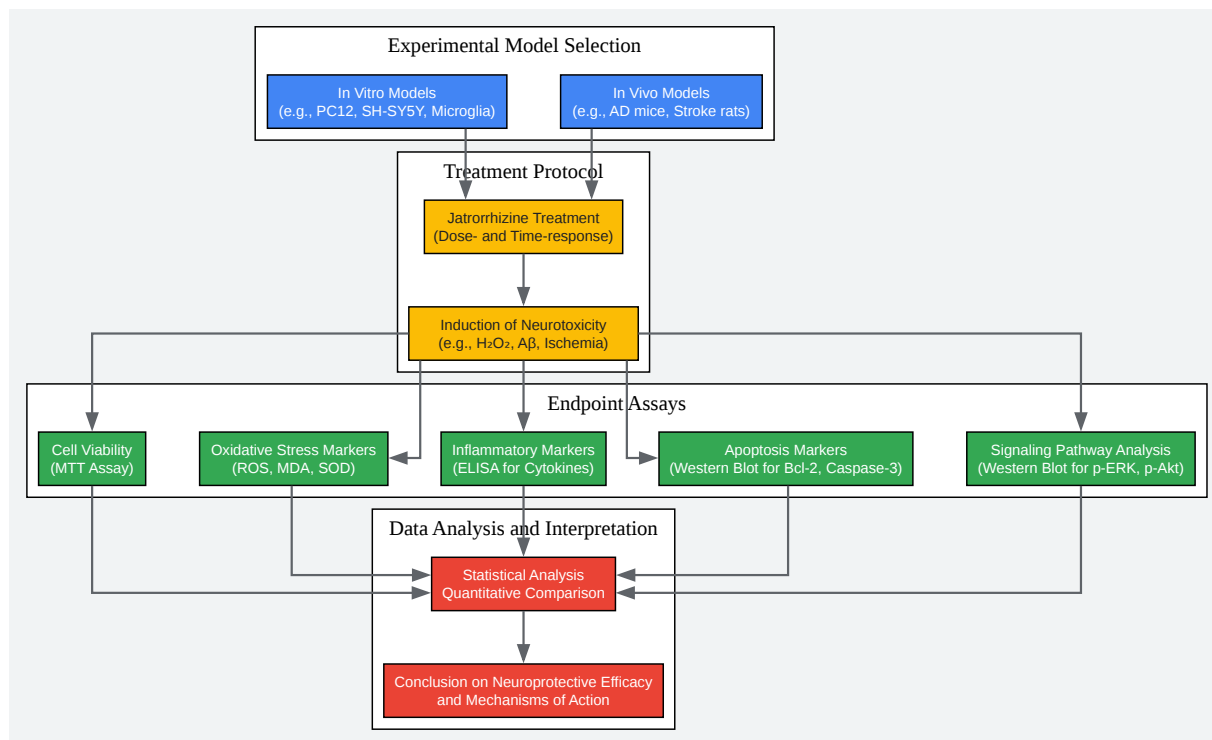 Experimental Model Selection
In Vitro Models
(e.g., PC12, SH-SY5Y, Microglia)
In Vivo Models
(e.g., AD mice, Stroke rats)
Treatment Protocol
Jatrorrhizine Treatment
(Dose- and Time-response)
Induction of Neurotoxicity
(e.g., H₂O₂, Aβ, Ischemia)
Endpoint Assays
Cell Viability
(MTT Assay)
Oxidative Stress Markers
(ROS, MDA, SOD)
Inflammatory Markers
(ELISA for Cytokines)
Apoptosis Markers
(Western Blot for Bcl-2, Caspase-3)
Signaling Pathway Analysis
(Western Blot for p-ERK, p-Akt)
Data Analysis and Interpretation
Statistical Analysis
Quantitative Comparison
Conclusion on Neuroprotective Efficacy
and Mechanisms of Action